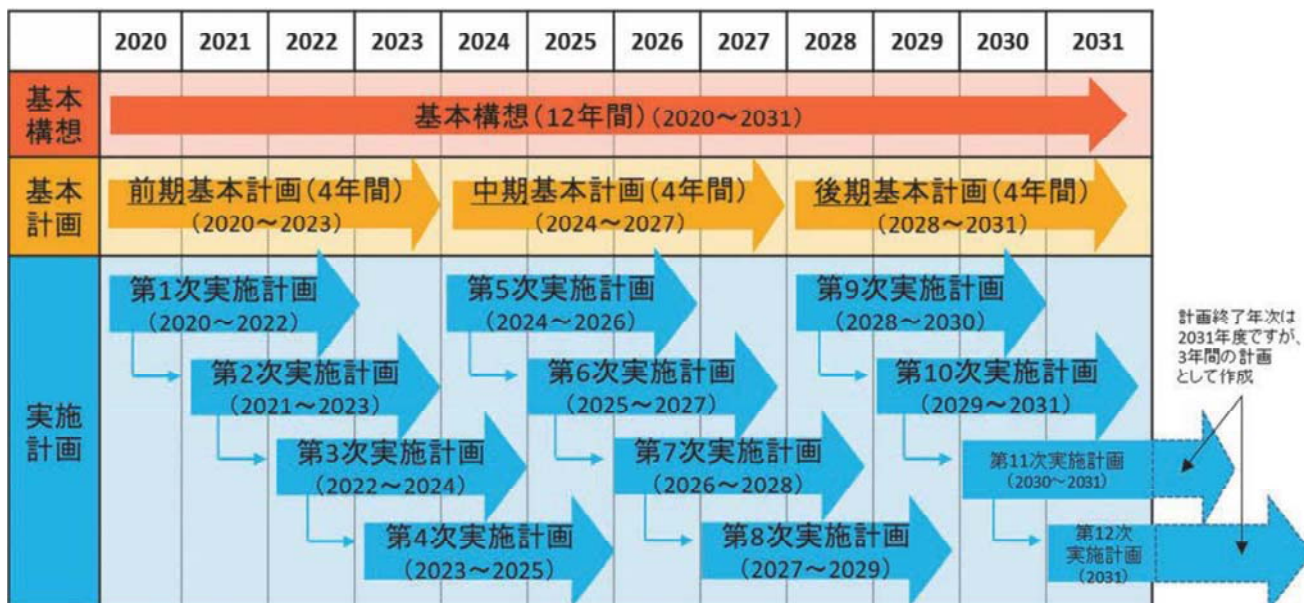 2020 2021 2022 2023 2024 2025 2026 2027 2028 2029 2030 2031
基本
構想
基本構想(12年間)(2020～2031)
基本
計画
前期基本計画(4年間)
(2020～2023)
中期基本計画(4年間)
(2024～2027)
後期基本計画(4年間)
(2028～2031)
実施
計画
第1次実施計画
(2020～2022)
第5次実施計画
(2024～2026)
第9次実施計画
(2028～2030)
第2次実施計画
(2021～2023)
第6次実施計画
(2025～2027)
第10次実施計画
(2029～2031)
第3次実施計画
(2022～2024)
第7次実施計画
(2026～2028)
第11次実施計画
(2030～2031)
第4次実施計画
(2023～2025)
第8次実施計画
(2027～2029)
第12次
実施計画
(2031)
計画終了年次は
2031年度ですが、
3年間の計画
として作成